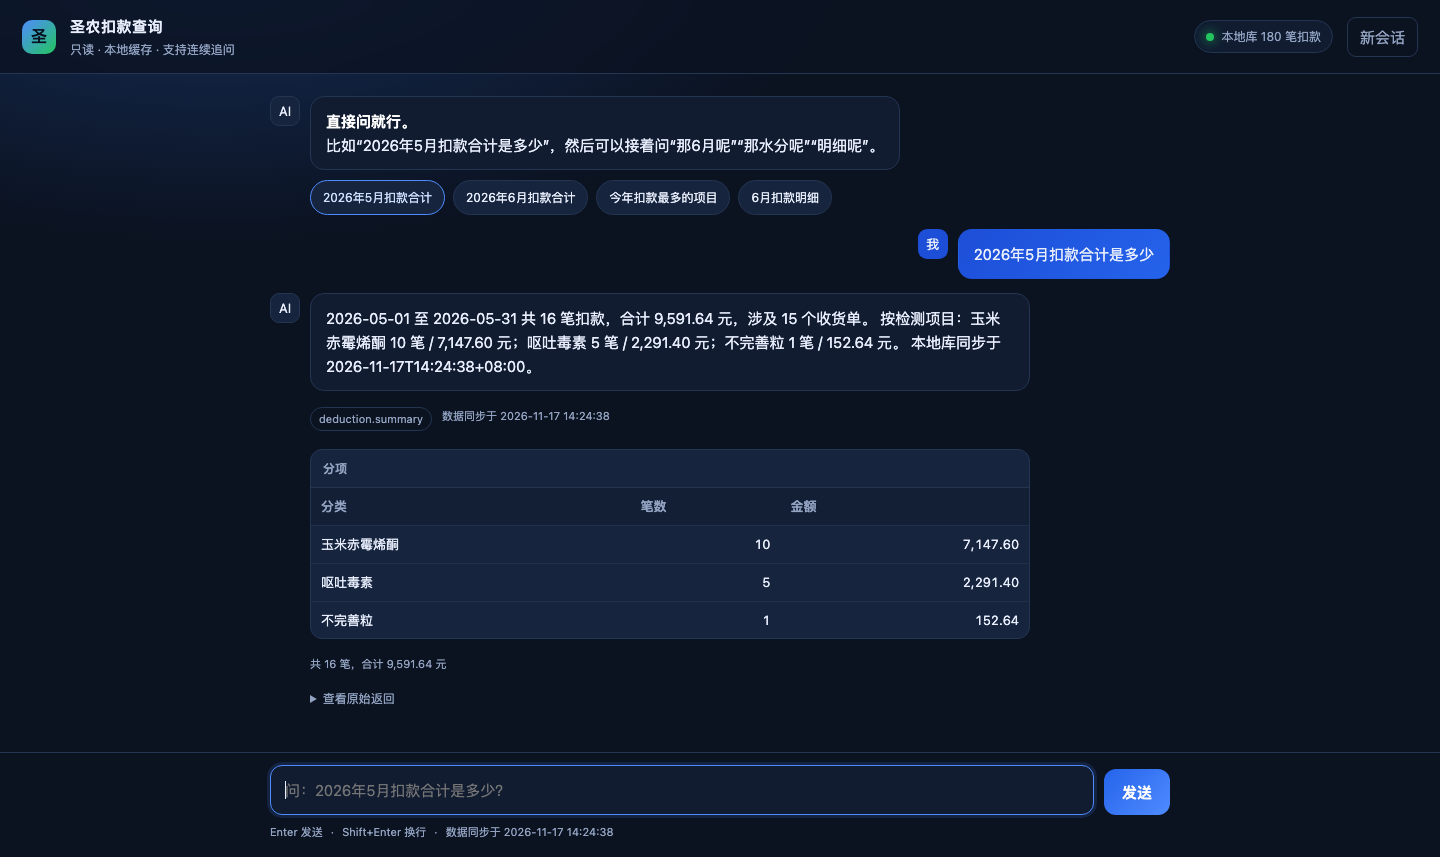 圣
圣农扣款查询
只读 · 本地缓存 · 支持连续追问
本地库 180 笔扣款
新会话
AI
直接问就行。
比如“2026年5月扣款合计是多少”，然后可以接着问“那6月呢”“那水分呢”“明细呢”。
2026年5月扣款合计
2026年6月扣款合计
今年扣款最多的项目
6月扣款明细
我
2026年5月扣款合计是多少
AI
2026-05-01 至 2026-05-31 共 16 笔扣款，合计 9,591.64 元，涉及 15 个收货单。 按检测项目：玉米
赤霉烯酮 10 笔 / 7,147.60 元；呕吐毒素 5 笔 / 2,291.40 元；不完善粒 1 笔 / 152.64 元。 本地库同步于
2026-11-17T14:24:38+08:00。
deduction.summary
数据同步于 2026-11-17 14:24:38
分项
分类 笔数 金额
玉米赤霉烯酮 10 7,147.60
呕吐毒素 5 2,291.40
不完善粒 1 152.64
共 16 笔，合计 9,591.64 元
查看原始返回
问：2026年5月扣款合计是多少?
发送
Enter 发送 · Shift+Enter 换行 · 数据同步于 2026-11-17 14:24:38